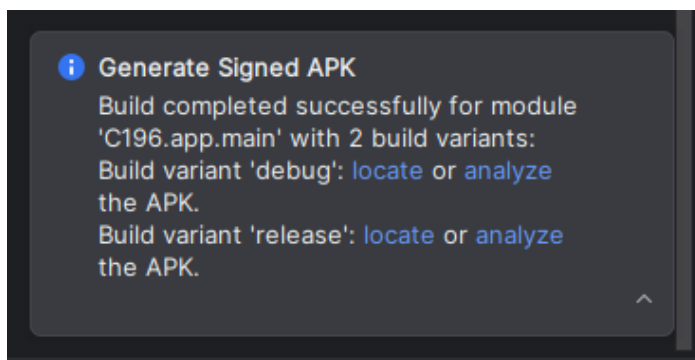 Generate Signed APK
Build completed successfully for module
'C196.app.main' with 2 build variants:
Build variant 'debug': locate or analyze
the APK.
Build variant 'release': locate or analyze
the APK.